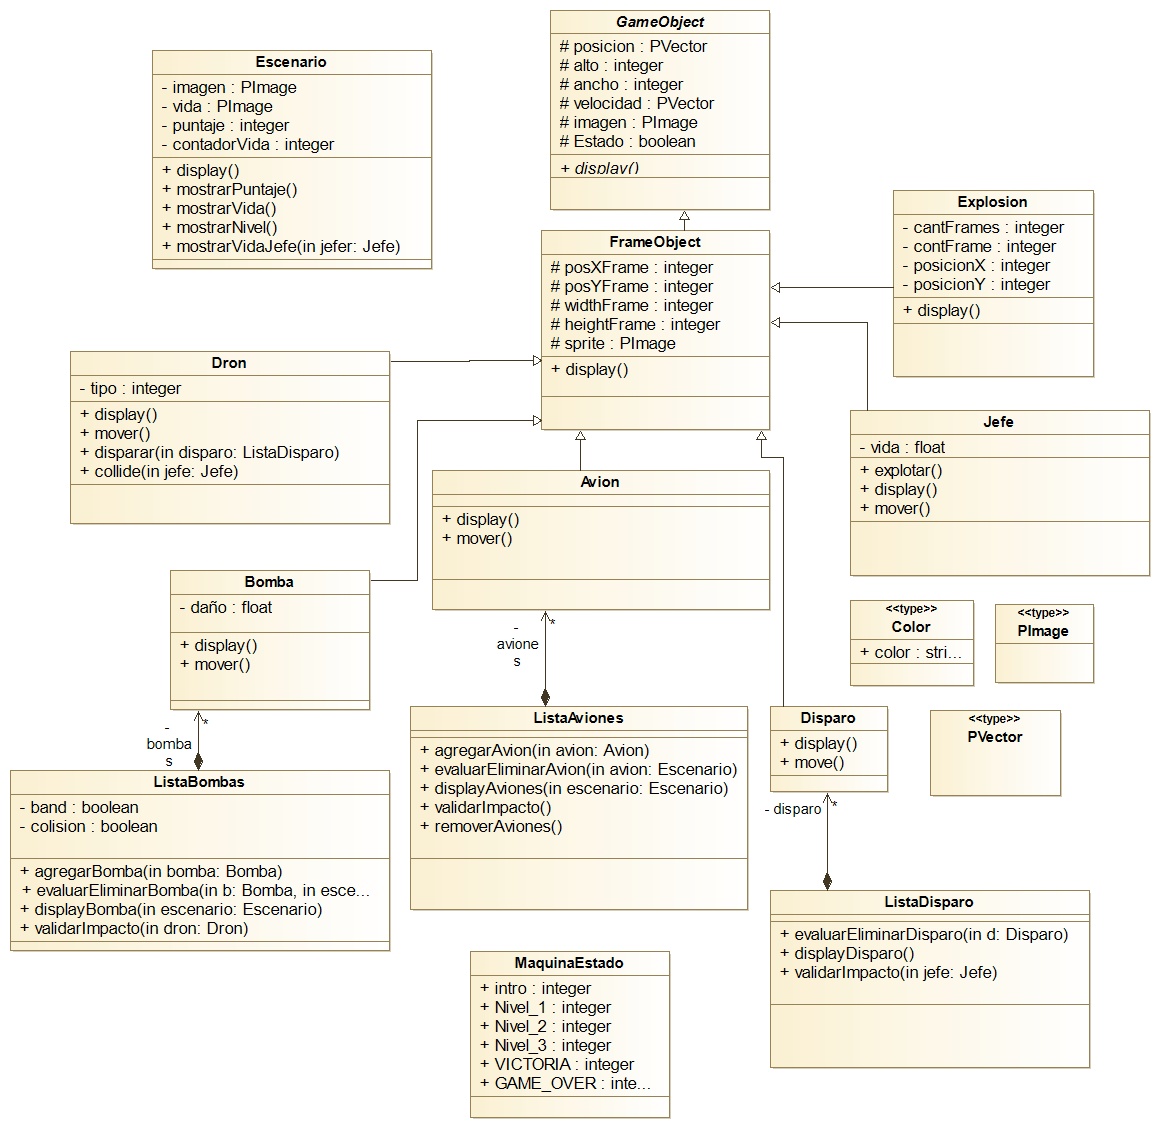 GameObject
# posicion : PVector
# alto : integer
# ancho : integer
# velocidad : PVector
# imagen : PImage
# Estado : boolean
+ display()
Escenario
- imagen : PImage
- vida : PImage
- puntaje : integer
- contadorVida : integer
+ display()
+ mostrarPuntaje()
+ mostrarVida()
+ mostrarNivel()
+ mostrarVidaJefe(in jefer: Jefe)
Explosion
- cantFrames : integer
- contFrame : integer
- posicionX : integer
- posicionY : integer
+ display()
FrameObject
# posXFrame : integer
# posYFrame : integer
# widthFrame : integer
# heightFrame : integer
# sprite : PImage
+ display()
Dron
- tipo : integer
+ display()
+ mover()
+ disparar(in disparo: ListaDisparo)
+ collide(in jefe: Jefe)
Jefe
- vida : float
+ explotar()
+ display()
+ mover()
Avion
+ display()
+ mover()
Bomba
- daño : float
+ display()
+ mover()
<<type>>
Color
+ color : stri...
<<type>>
PImage
<<type>>
PVector
-
avione
s
*
-
bomba
s
*
ListaAviones
+ agregarAvion(in avion: Avion)
+ evaluarEliminarAvion(in avion: Escenario)
+ displayAviones(in escenario: Escenario)
+ validarImpacto()
+ removerAviones()
Disparo
+ display()
+ move()
- disparo
*
ListaBombas
- band : boolean
- colision : boolean
+ agregarBomba(in bomba: Bomba)
+ evaluarEliminarBomba(in b: Bomba, in esce...
+ displayBomba(in escenario: Escenario)
+ validarImpacto(in dron: Dron)
ListaDisparo
+ evaluarEliminarDisparo(in d: Disparo)
+ displayDisparo()
+ validarImpacto(in jefe: Jefe)
MaquinaEstado
+ intro : integer
+ Nivel_1 : integer
+ Nivel_2 : integer
+ Nivel_3 : integer
+ VICTORIA : integer
+ GAME_OVER : inte...